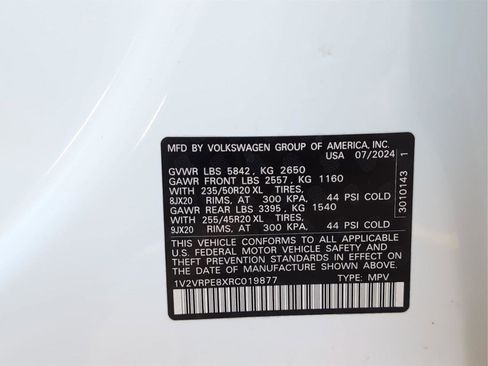 MFD BY VOLKSWAGEN GROUP OF AMERICA, INC.
USA 07/2024
GVWR LBS 5842, KG 2650
GAWR FRONT LBS 2557, KG 1160
WITH 235/50R20 XL TIRES,
8JX20 RIMS, AT 300 KPA, 44 PSI COLD
GAWR REAR LBS 3395, KG 1540
WITH 255/45R20 XL TIRES,
9JX20 RIMS, AT 300 KPA, 44 PSI COLD
THIS VEHICLE CONFORMS TO ALL APPLICABLE
U.S. FEDERAL MOTOR VEHICLE SAFETY AND
THEFT PREVENTION STANDARDS IN EFFECT ON
THE DATE OF MANUFACTURE SHOWN ABOVE.
1V2VRPE8XRC019877 TYPE: MPV
3010143 1